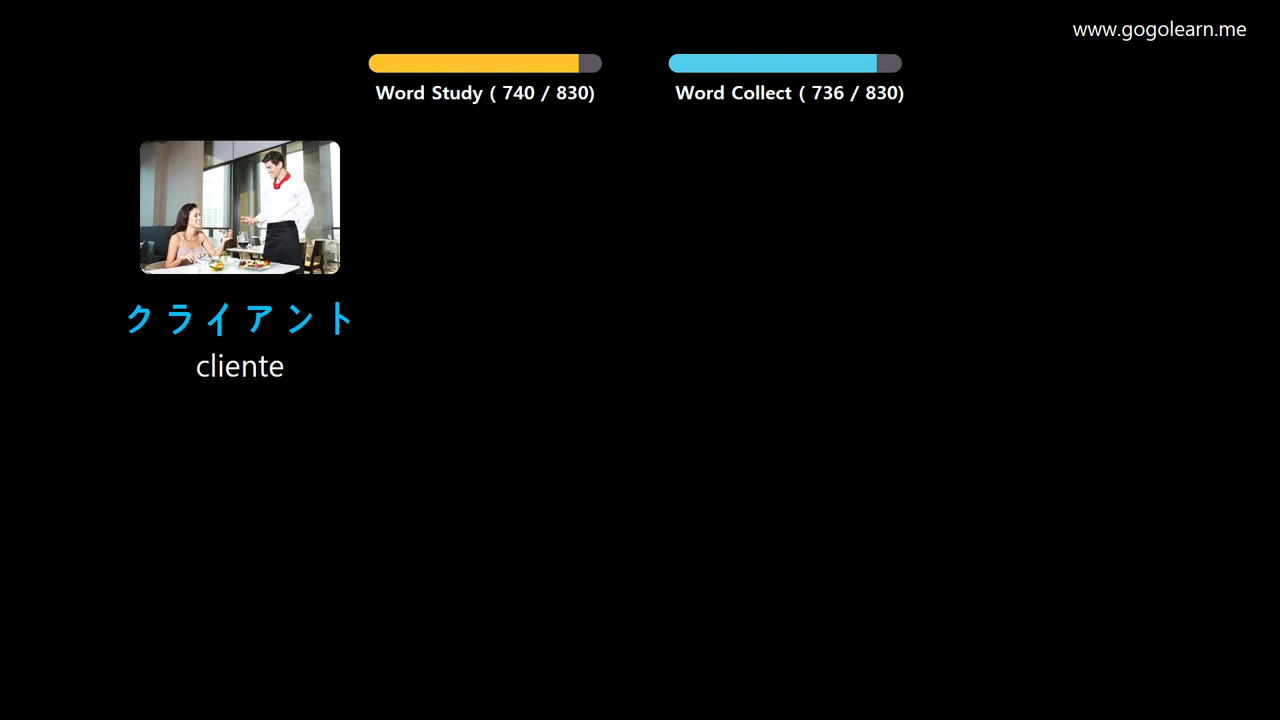 www.gogolearn.me
Word Study ( 740 / 830)
Word Collect ( 736 / 830)
クライアント
cliente